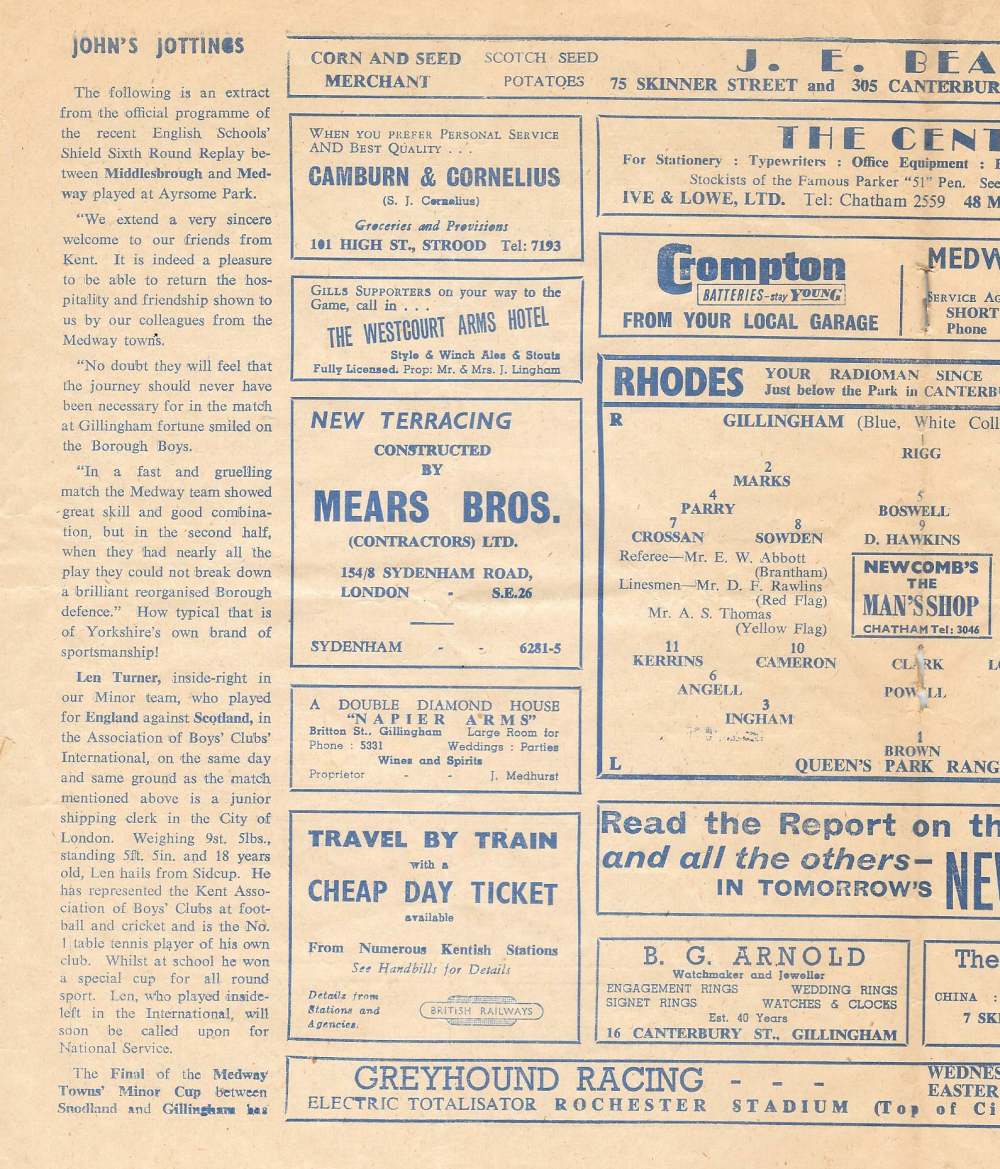 JOHN'S JOTTINGS
The following is an extract
from the official programme of
the recent English Schools'
Shield Sixth Round Replay be-
tween Middlesbrough and Med-
way played at Ayrsome Park.
"We extend a very sincere
welcome to our friends from
Kent. It is indeed a pleasure
to be able to return the hos-
pitality and friendship shown to
us by our colleagues from the
Medway towns.
"No doubt they will feel that
the journey should never have
been necessary for in the match
at Gillingham fortune smiled on
the Borough Boys.
"In a fast and gruelling
match the Medway team showed
great skill and good combina-
tion, but in the second half,
when they had nearly all the
play they could not break down
a brilliant reorganised Borough
defence." How typical that is
of Yorkshire's own brand of
sportsmanship!
Len Turner, inside-right in
our Minor team, who played
for England against Scotland, in
the Association of Boys' Clubs'
International, on the same day
and same ground as the match
mentioned above is a junior
shipping clerk in the City of
London. Weighing 9st. 5lbs.,
standing 5ft. 5in. and 18 years
old, Len hails from Sidcup. He
has represented the Kent Asso-
ciation of Boys' Clubs at foot-
ball and cricket and is the No.
1 table tennis player of his own
club. Whilst at school he won
a special cup for all round
sport. Len, who played inside-
left in the International, will
soon be called upon for
National Service.
The Final of the Medway
Towns' Minor Cup between
Snodland and Gillingham has
CORN AND SEED SCOTCH SEED J. E. BEA
MERCHANT POTATOES 75 SKINNER STREET and 305 CANTERBUR
WHEN YOU PREFER PERSONAL SERVICE
AND BEST QUALITY . . .
CAMBURN & CORNELIUS
(S. J. Cornelius)
Groceries and Provisions
101 HIGH ST., STROOD Tel: 7193
GILLS SUPPORTERS on your way to the
Game, call in . . .
THE WESTCOURT ARMS HOTEL
Style & Winch Ales & Stouts
Fully Licensed. Prop: Mr. & Mrs. J. Lingham
NEW TERRACING
CONSTRUCTED
BY
MEARS BROS.
(CONTRACTORS) LTD.
154/8 SYDENHAM ROAD,
LONDON - S.E.26
SYDENHAM - - 6281-5
A DOUBLE DIAMOND HOUSE
"NAPIER ARMS"
Britton St., Gillingham Large Room for
Phone : 5331 Weddings : Parties
Wines and Spirits
Proprietor - - J. Medhurst
TRAVEL BY TRAIN
with a
CHEAP DAY TICKET
available
From Numerous Kentish Stations
See Handbills for Details
Details from
Stations and
Agencies.
BRITISH RAILWAYS
THE CENT
For Stationery : Typewriters : Office Equipment :
Stockists of the Famous Parker "51" Pen. See
IVE & LOWE, LTD. Tel: Chatham 2559 48 M
Crompton
BATTERIES-stay YOUNG
FROM YOUR LOCAL GARAGE
MEDW
SERVICE AG
SHORT
Phone
RHODES YOUR RADIOMAN SINCE
Just below the Park in CANTERBU
R GILLINGHAM (Blue, White Coll
RIGG
2
MARKS
4 5
PARRY BOSWELL
7 8 9
CROSSAN SOWDEN D. HAWKINS
Referee—Mr. E. W. Abbott
(Brantham)
Linesmen—Mr. D. F. Rawlins
(Red Flag)
Mr. A. S. Thomas
(Yellow Flag)
NEWCOMB'S
THE
MAN'S SHOP
CHATHAM Tel: 3046
11 10
KERRINS CAMERON CLARK
6
ANGELL POWELL
3
INGHAM
1
BROWN
L QUEEN'S PARK RANG
Read the Report on th
and all the others—
IN TOMORROW'S NEW
B. G. ARNOLD
Watchmaker and Jeweller
ENGAGEMENT RINGS WEDDING RINGS
SIGNET RINGS WATCHES & CLOCKS
Est. 40 Years
16 CANTERBURY ST., GILLINGHAM
The
CHINA :
7 SKI
GREYHOUND RACING - - - WEDNES
EASTER
ELECTRIC TOTALISATOR ROCHESTER STADIUM (Top of Ci